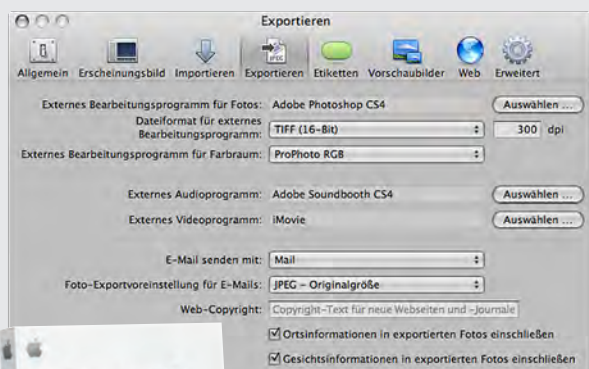 Exportieren
Allgemein Erscheinungsbild Importieren Exportieren Etiketten Vorschaubilder Web Erweitert
JPEG
Externes Bearbeitungsprogramm für Fotos: Adobe Photoshop CS4 Auswählen ...
Dateiformat für externes
Bearbeitungsprogramm: TIFF (16-Bit) 300 dpi
Externes Bearbeitungsprogramm für Farbraum: ProPhoto RGB
Externes Audioprogramm: Adobe Soundbooth CS4 Auswählen ...
Externes Videoprogramm: iMovie Auswählen ...
E-Mail senden mit: Mail
Foto-Exportvoreinstellung für E-Mails: JPEG – Originalgröße
Web-Copyright: Copyright-Text für neue Webseiten und -Journale
Ortsinformationen in exportierten Fotos einschließen
Gesichtsinformationen in exportierten Fotos einschließen